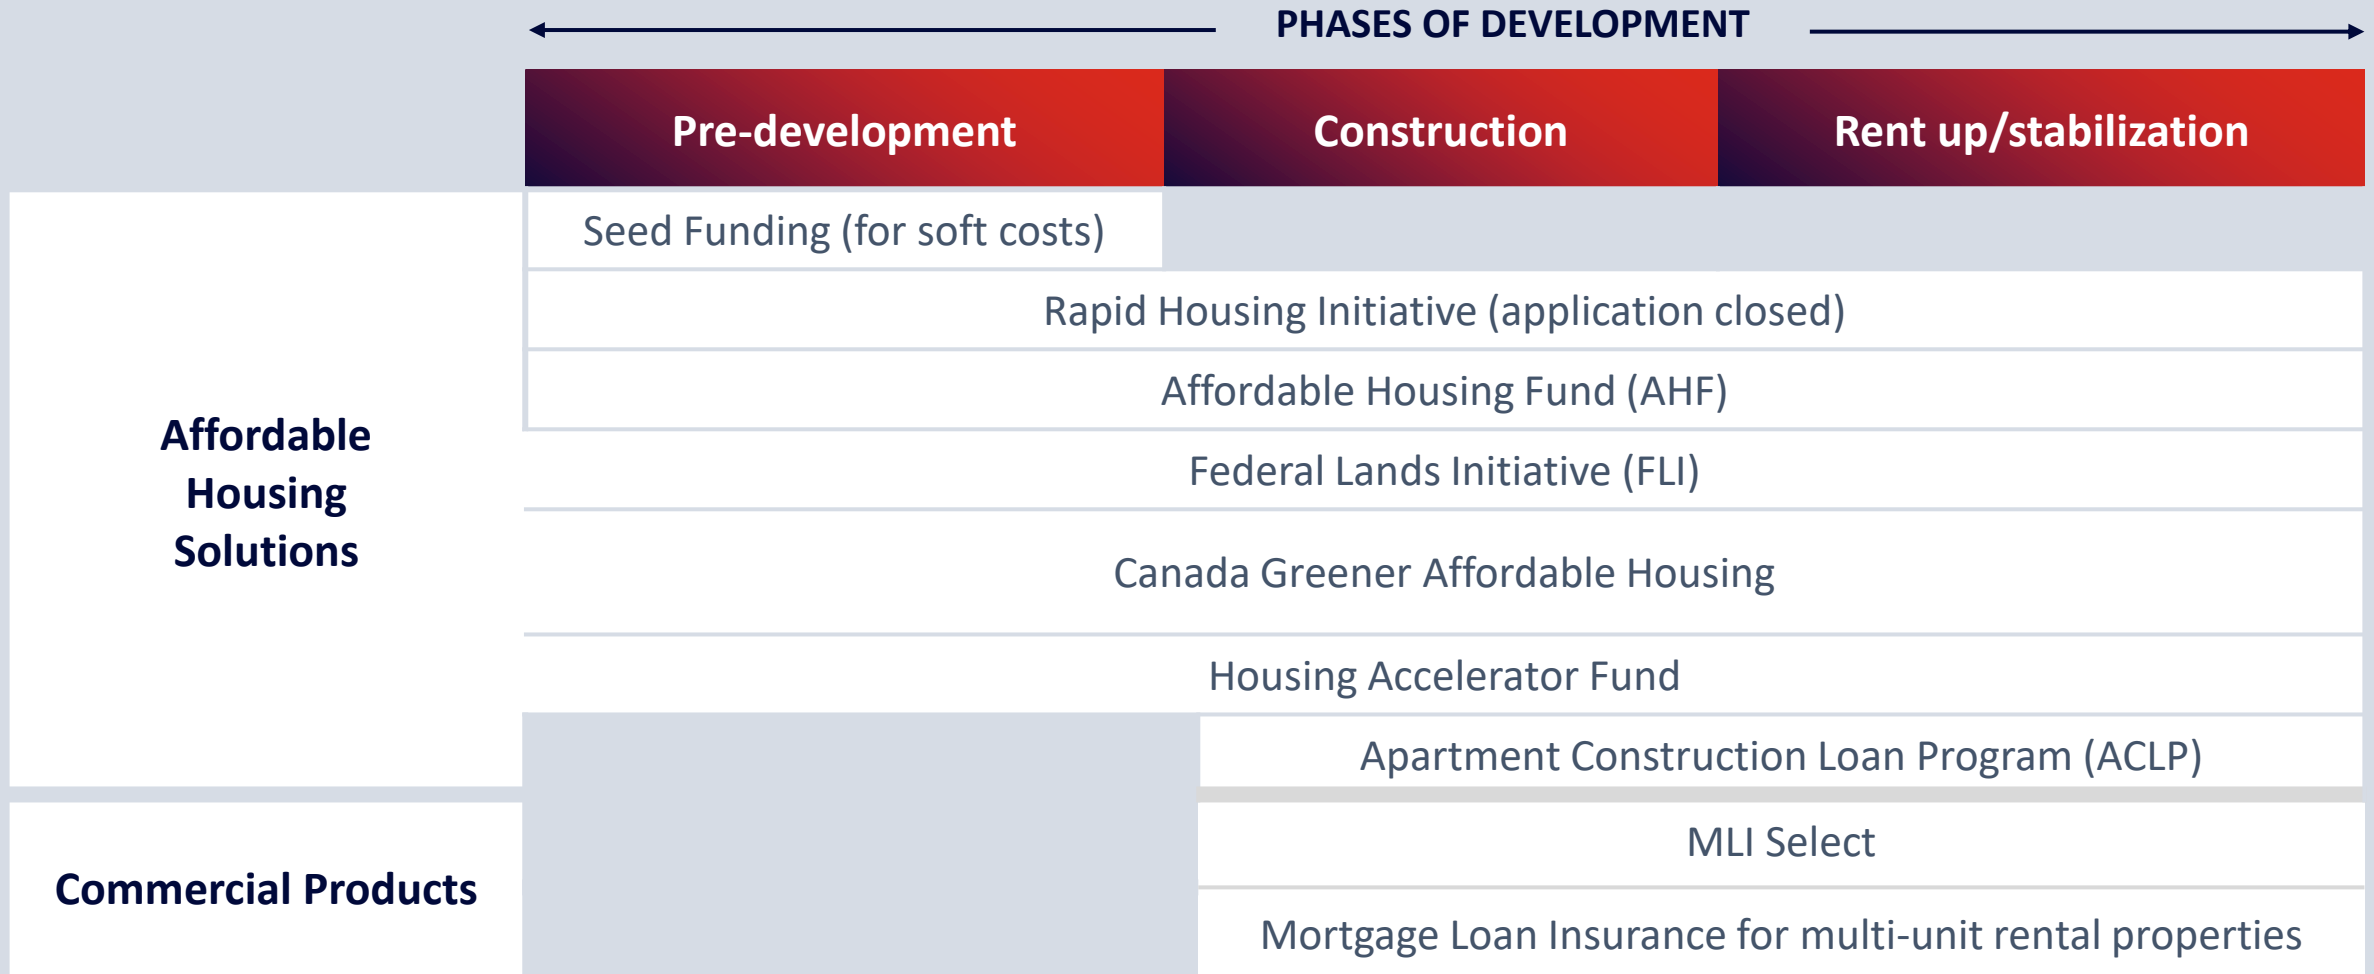 PHASES OF DEVELOPMENT
Pre-development
Construction
Rent up/stabilization
Affordable
Housing
Solutions
Seed Funding (for soft costs)
Rapid Housing Initiative (application closed)
Affordable Housing Fund (AHF)
Federal Lands Initiative (FLI)
Canada Greener Affordable Housing
Housing Accelerator Fund
Apartment Construction Loan Program (ACLP)
Commercial Products
MLI Select
Mortgage Loan Insurance for multi-unit rental properties